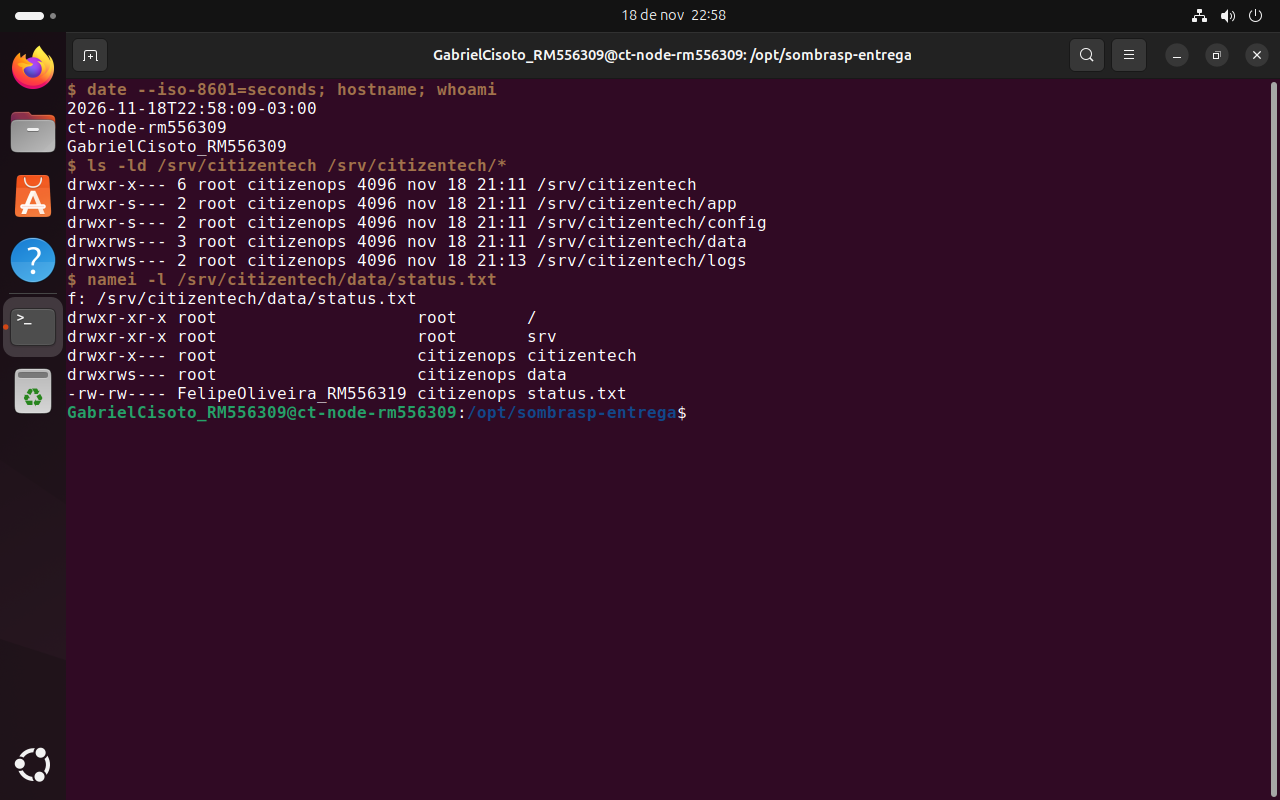 18 de nov  22:58
GabrielCisoto_RM556309@ct-node-rm556309: /opt/sombrasp-entrega
$ date --iso-8601=seconds; hostname; whoami
2026-11-18T22:58:09-03:00
ct-node-rm556309
GabrielCisoto_RM556309
$ ls -ld /srv/citizentech /srv/citizentech/*
drwxr-x--- 6 root citizenops 4096 nov 18 21:11 /srv/citizentech
drwxr-s--- 2 root citizenops 4096 nov 18 21:11 /srv/citizentech/app
drwxr-s--- 2 root citizenops 4096 nov 18 21:11 /srv/citizentech/config
drwxrws--- 3 root citizenops 4096 nov 18 21:11 /srv/citizentech/data
drwxrws--- 2 root citizenops 4096 nov 18 21:13 /srv/citizentech/logs
$ namei -l /srv/citizentech/data/status.txt
f: /srv/citizentech/data/status.txt
drwxr-xr-x root                   root       /
drwxr-xr-x root                   root       srv
drwxr-x--- root                   citizenops citizentech
drwxrws--- root                   citizenops data
-rw-rw---- FelipeOliveira_RM556319 citizenops status.txt
GabrielCisoto_RM556309@ct-node-rm556309:/opt/sombrasp-entrega$